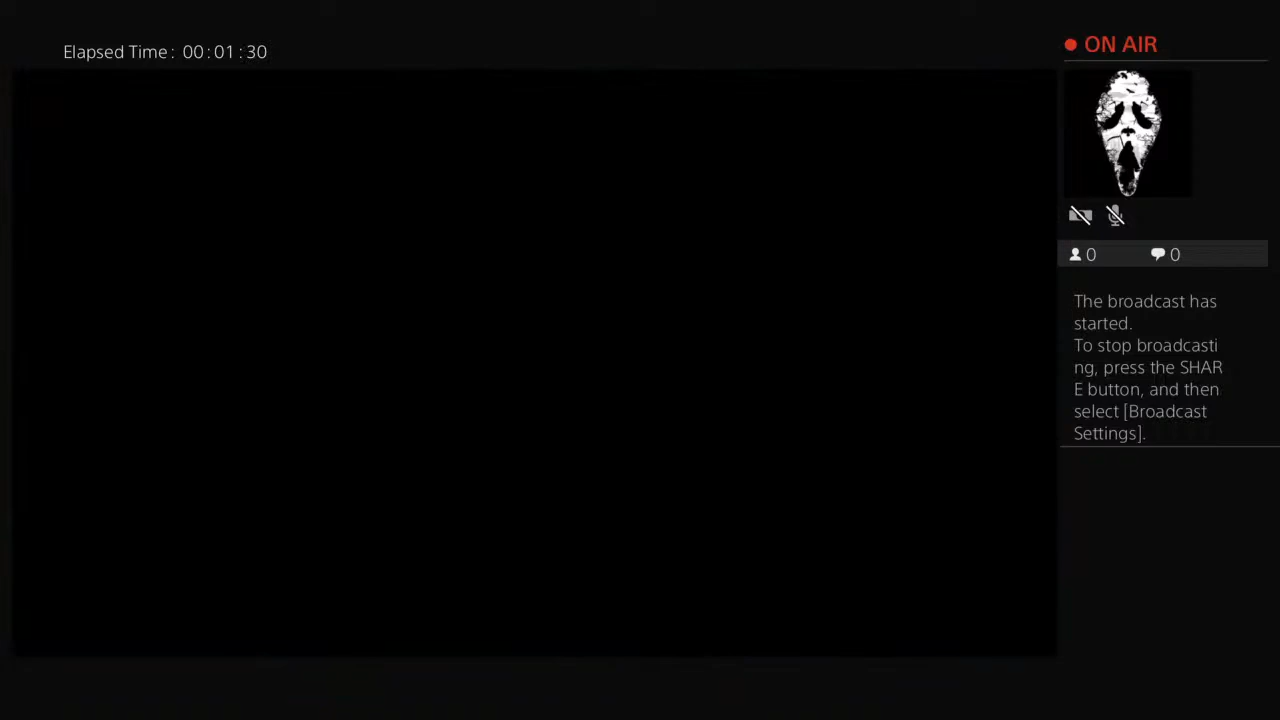 Elapsed Time: 00:01:30
ON AIR
0 0
The broadcast has
started.
To stop broadcasti
ng, press the SHAR
E button, and then
select [Broadcast
Settings].